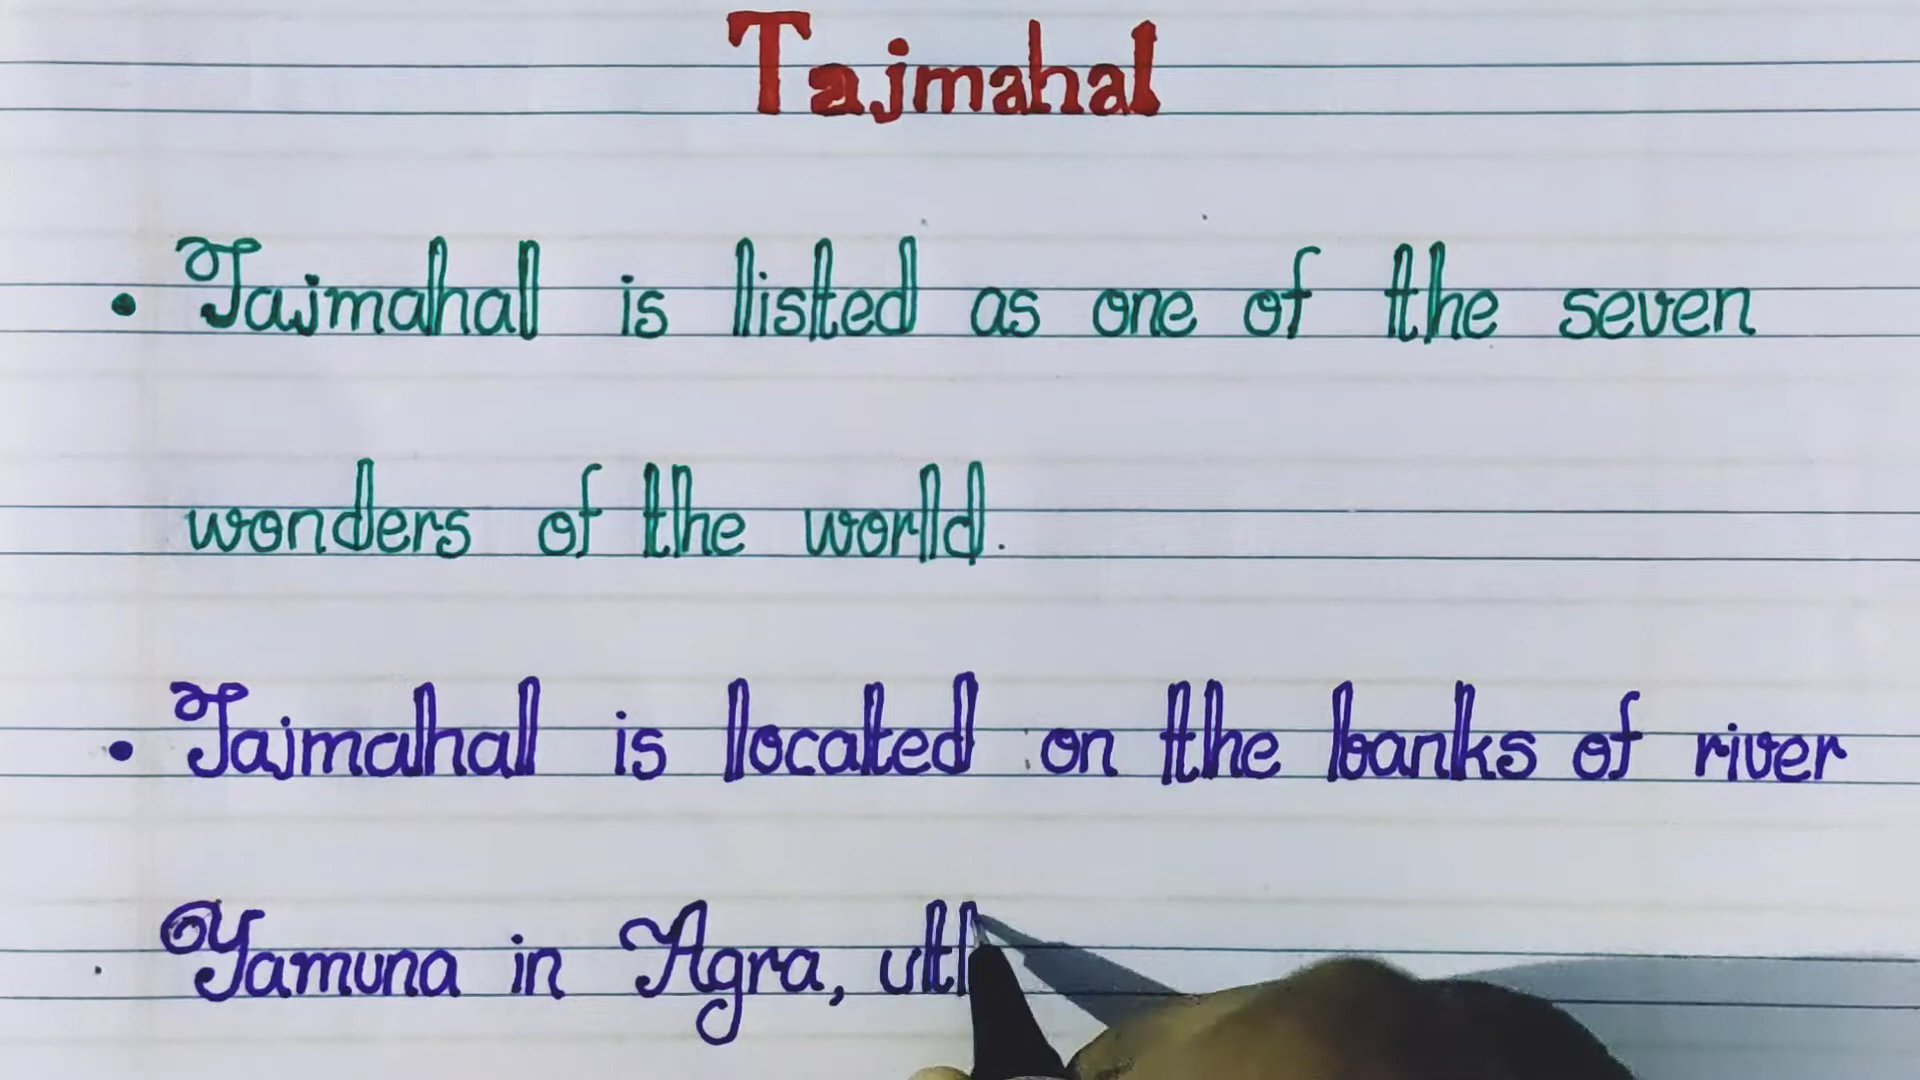 Tajmahal
• Tajmahal is listed as one of the seven
wonders of the world.
• Tajmahal is located on the banks of river
Yamuna in Agra, utt